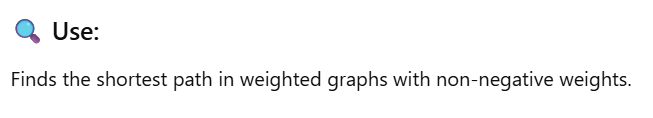 🔍 Use:
Finds the shortest path in weighted graphs with non-negative weights.